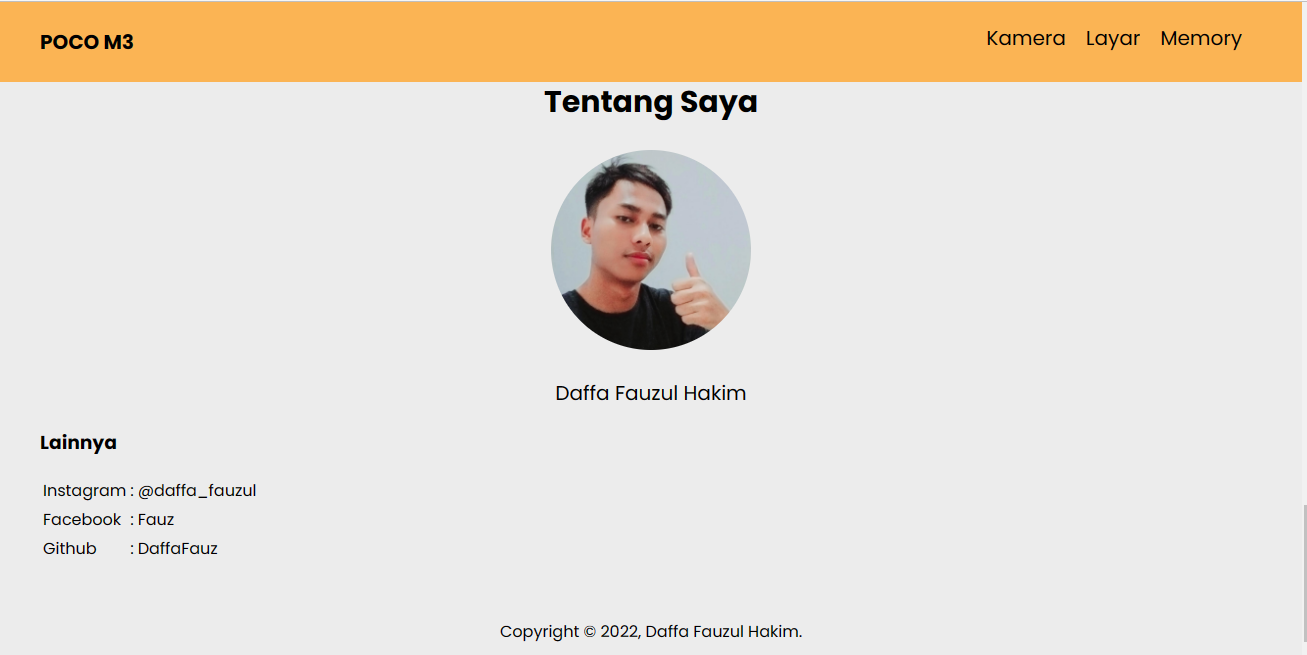 POCO M3 Kamera Layar Memory
Tentang Saya
Daffa Fauzul Hakim
Lainnya
Instagram : @daffa_fauzul
Facebook : Fauz
Github : DaffaFauz
Copyright © 2022, Daffa Fauzul Hakim.